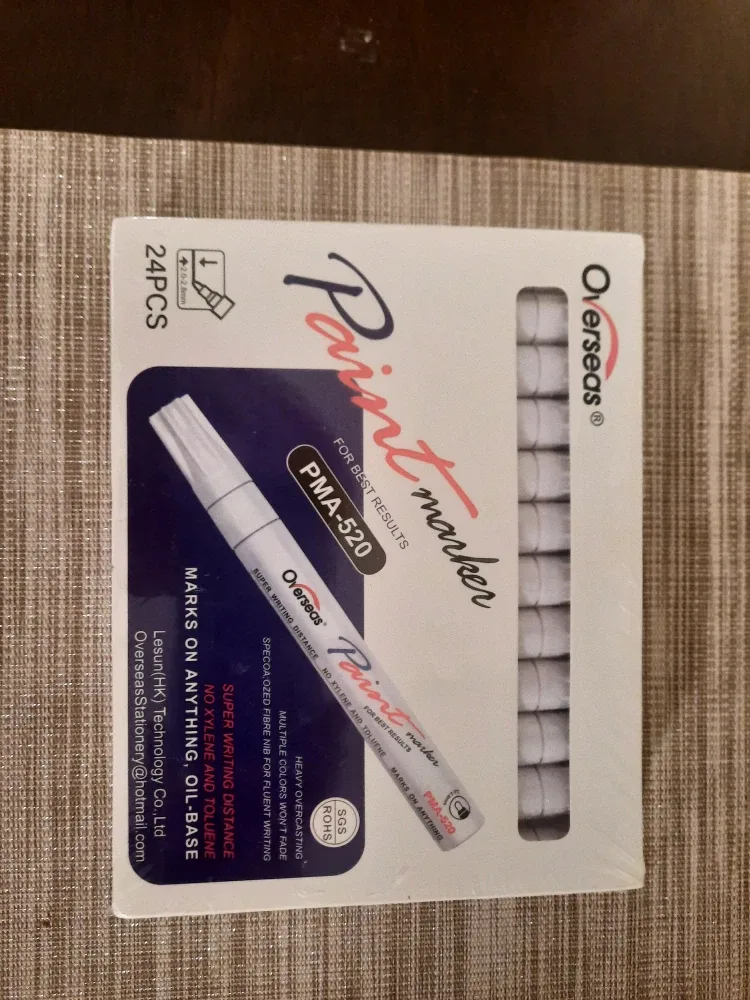 Overseas®
Paint marker
FOR BEST RESULTS
PMA-520
2.0-2.8mm
24PCS
Overseas®
SUPER WRITING DISTANCE
NO XYLENE AND TOLUENE
MARKS ON ANYTHING
Paint marker
FOR BEST RESULTS
PMA-520
SGS
ROHS
HEAVY OVERCASTING
MULTIPLE COLORS WON'T FADE
SPECOA,OZED FIBRE NIB FOR FLUENT WRITING
SUPER WRITING DISTANCE
NO XYLENE AND TOLUENE
MARKS ON ANYTHING, OIL-BASE
Lesun(HK) Technology Co.,Ltd
OverseasStationery@hotmail.com